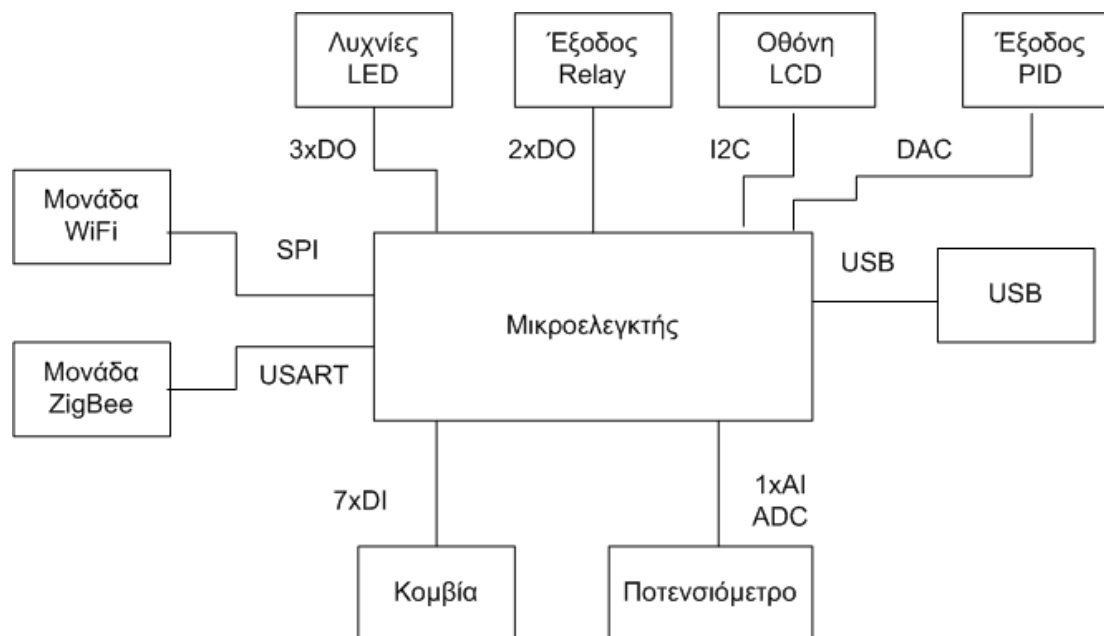 Λυχνίες
LED
Έξοδος
Relay
Οθόνη
LCD
Έξοδος
PID
3xDO
2xDO
I2C
DAC
Μονάδα
WiFi
SPI
USB
USB
Μικροελεγκτής
Μονάδα
ZigBee
USART
7xDI
1xAI
ADC
Κομβία
Ποτενσιόμετρο